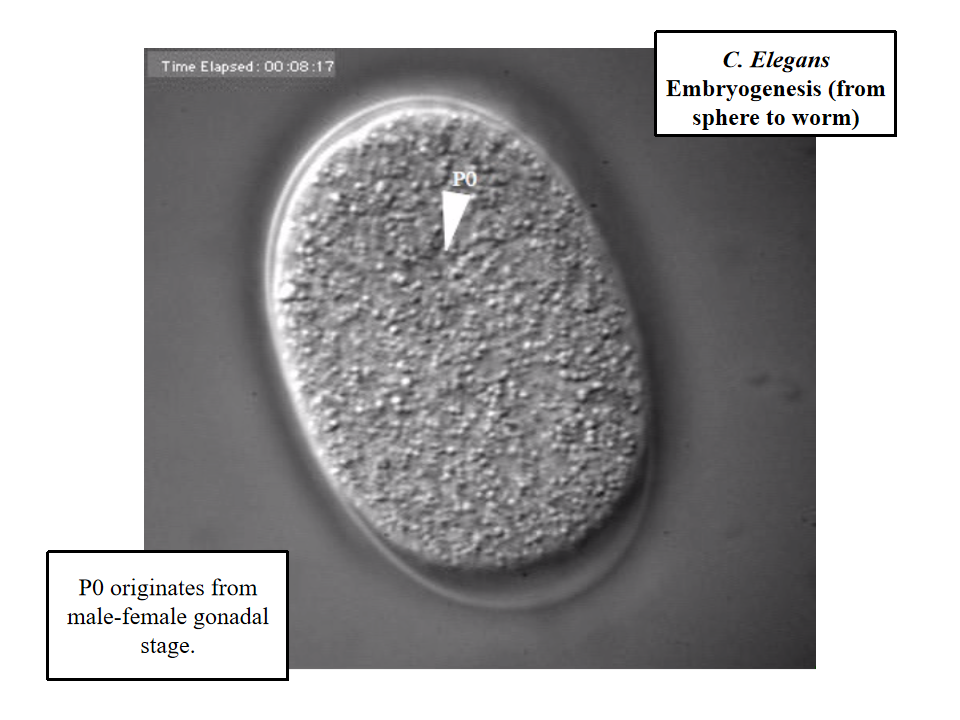 Time Elapsed: 00:08:17
C. Elegans
Embryogenesis (from
sphere to worm)
P0
P0 originates from
male-female gonadal
stage.